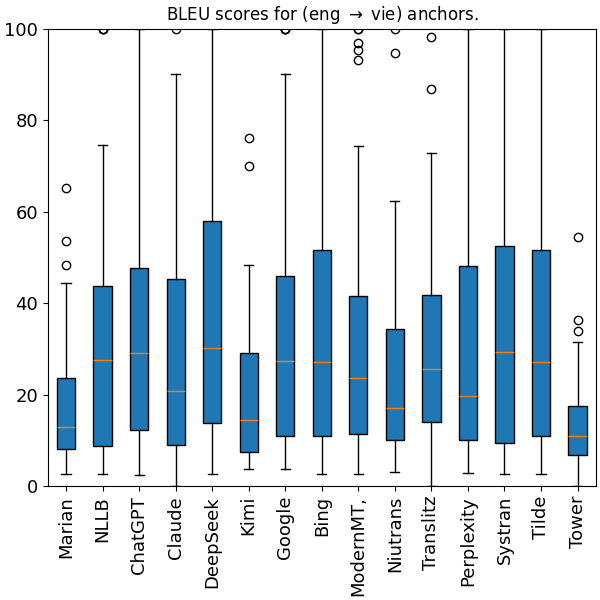 BLEU scores for (eng → vie) anchors.
100
80
60
40
20
0
Marian
NLLB
ChatGPT
Claude
DeepSeek
Kimi
Google
Bing
ModernMT,
Niutrans
Translitz
Perplexity
Systran
Tilde
Tower